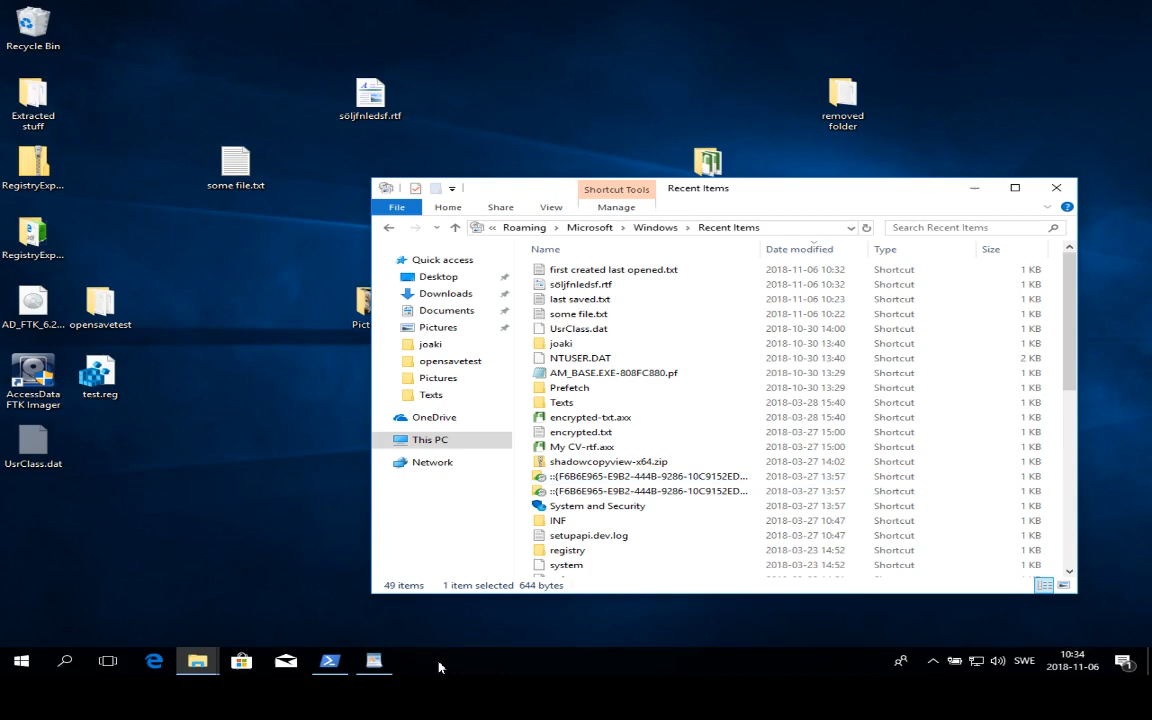 Recycle Bin
Extracted
stuff
söljfnledsf.rtf
removed
folder
RegistryExp...
some file.txt
RegistryExp...
AD_FTK_6.2...
opensavetest
Pict
AccessData
FTK Imager
test.reg
UsrClass.dat
Shortcut Tools
Recent Items
File
Home
Share
View
Manage
« Roaming > Microsoft > Windows > Recent Items
Search Recent Items
Quick access
Desktop
Downloads
Documents
Pictures
joaki
opensavetest
Pictures
Texts
OneDrive
This PC
Network
Name Date modified Type Size
first created last opened.txt 2018-11-06 10:32 Shortcut 1 KB
söljfnledsf.rtf 2018-11-06 10:32 Shortcut 1 KB
last saved.txt 2018-11-06 10:23 Shortcut 1 KB
some file.txt 2018-11-06 10:22 Shortcut 1 KB
UsrClass.dat 2018-10-30 14:00 Shortcut 1 KB
joaki 2018-10-30 13:40 Shortcut 1 KB
NTUSER.DAT 2018-10-30 13:40 Shortcut 2 KB
AM_BASE.EXE-808FC880.pf 2018-10-30 13:29 Shortcut 1 KB
Prefetch 2018-10-30 13:29 Shortcut 1 KB
Texts 2018-03-28 15:40 Shortcut 1 KB
encrypted-txt.axx 2018-03-28 15:40 Shortcut 1 KB
encrypted.txt 2018-03-27 15:00 Shortcut 1 KB
My CV-rtf.axx 2018-03-27 15:00 Shortcut 1 KB
shadowcopyview-x64.zip 2018-03-27 14:02 Shortcut 1 KB
::{F6B6E965-E9B2-444B-9286-10C9152ED... 2018-03-27 13:57 Shortcut 1 KB
::{F6B6E965-E9B2-444B-9286-10C9152ED... 2018-03-27 13:57 Shortcut 1 KB
System and Security 2018-03-27 13:57 Shortcut 1 KB
INF 2018-03-27 10:47 Shortcut 1 KB
setupapi.dev.log 2018-03-27 10:47 Shortcut 1 KB
registry 2018-03-23 14:52 Shortcut 1 KB
system 2018-03-23 14:52 Shortcut 1 KB
49 items 1 item selected 644 bytes
SWE
10:34
2018-11-06
1